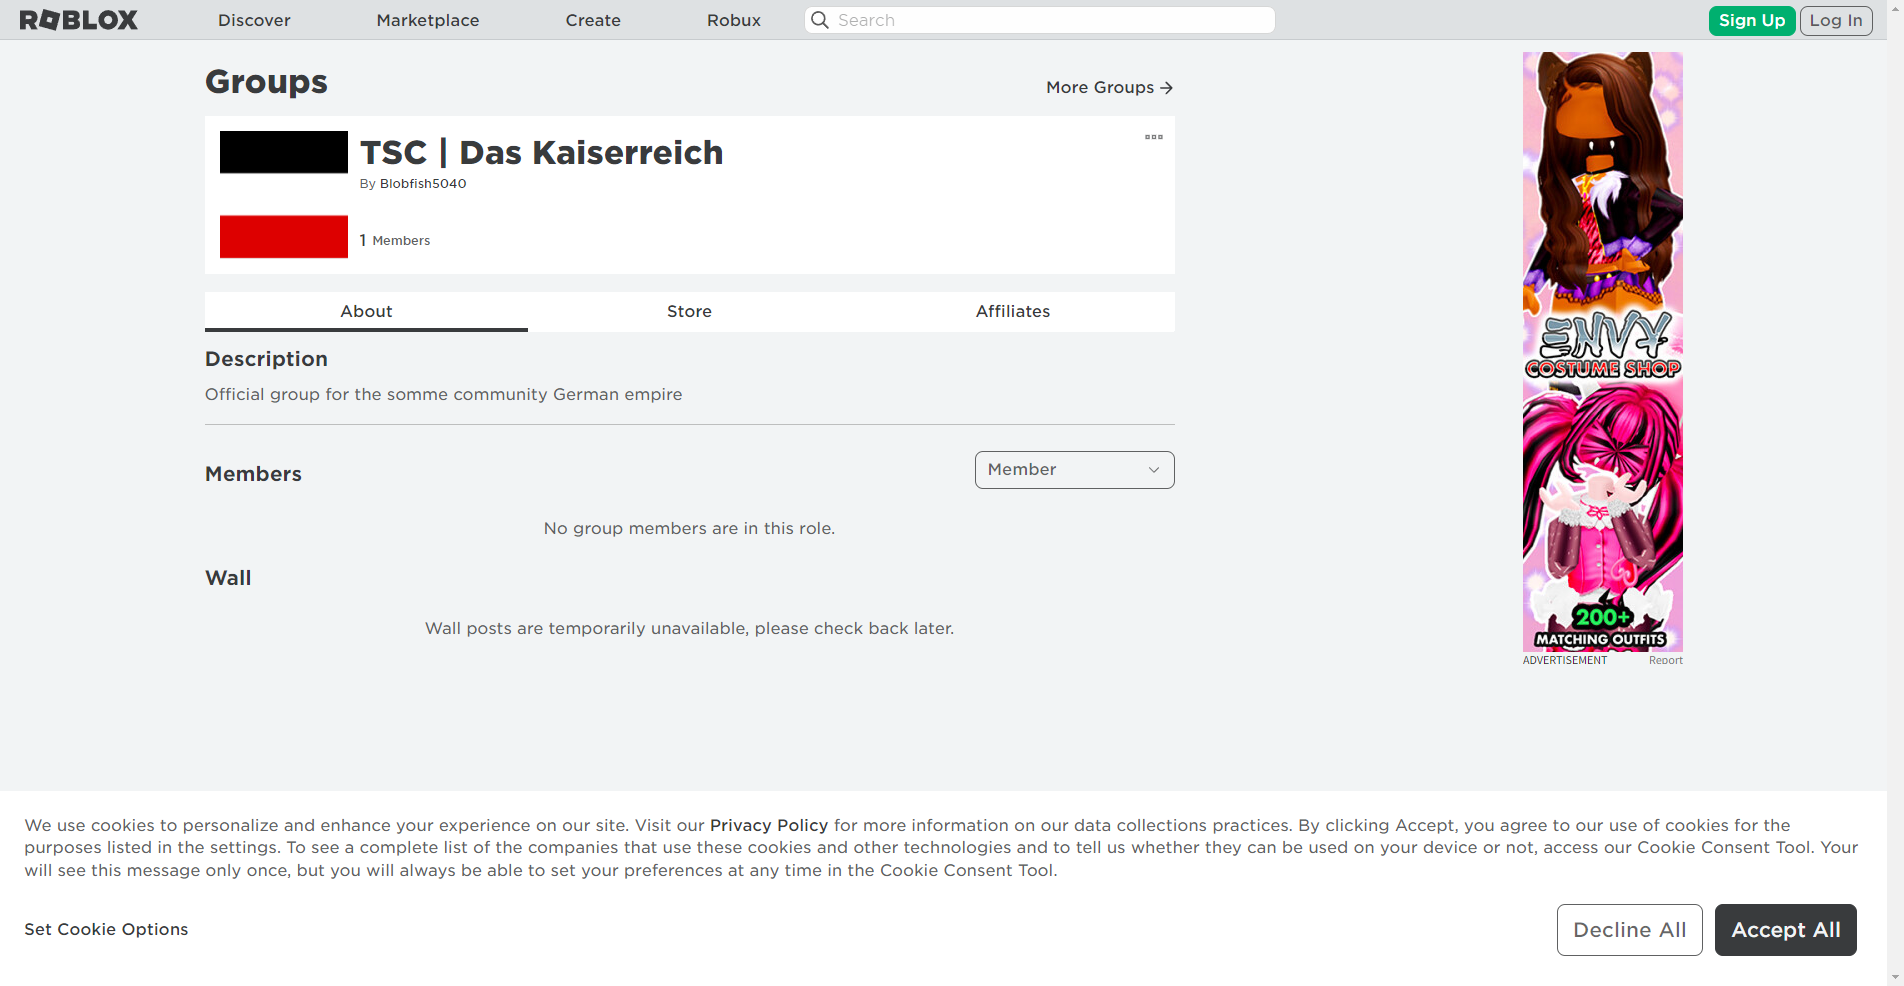 ROBLOX
Discover
Marketplace
Create
Robux
Search
Sign Up
Log In
Groups
More Groups
TSC | Das Kaiserreich
By Blobfish5040
1 Members
About
Store
Affiliates
Description
Official group for the somme community German empire
Members
Member
No group members are in this role.
Wall
Wall posts are temporarily unavailable, please check back later.
ENVY
COSTUME SHOP
200+
MATCHING OUTFITS
ADVERTISEMENT
Report
We use cookies to personalize and enhance your experience on our site. Visit our Privacy Policy for more information on our data collections practices. By clicking Accept, you agree to our use of cookies for the
purposes listed in the settings. To see a complete list of the companies that use these cookies and other technologies and to tell us whether they can be used on your device or not, access our Cookie Consent Tool. Your
will see this message only once, but you will always be able to set your preferences at any time in the Cookie Consent Tool.
Set Cookie Options
Decline All
Accept All